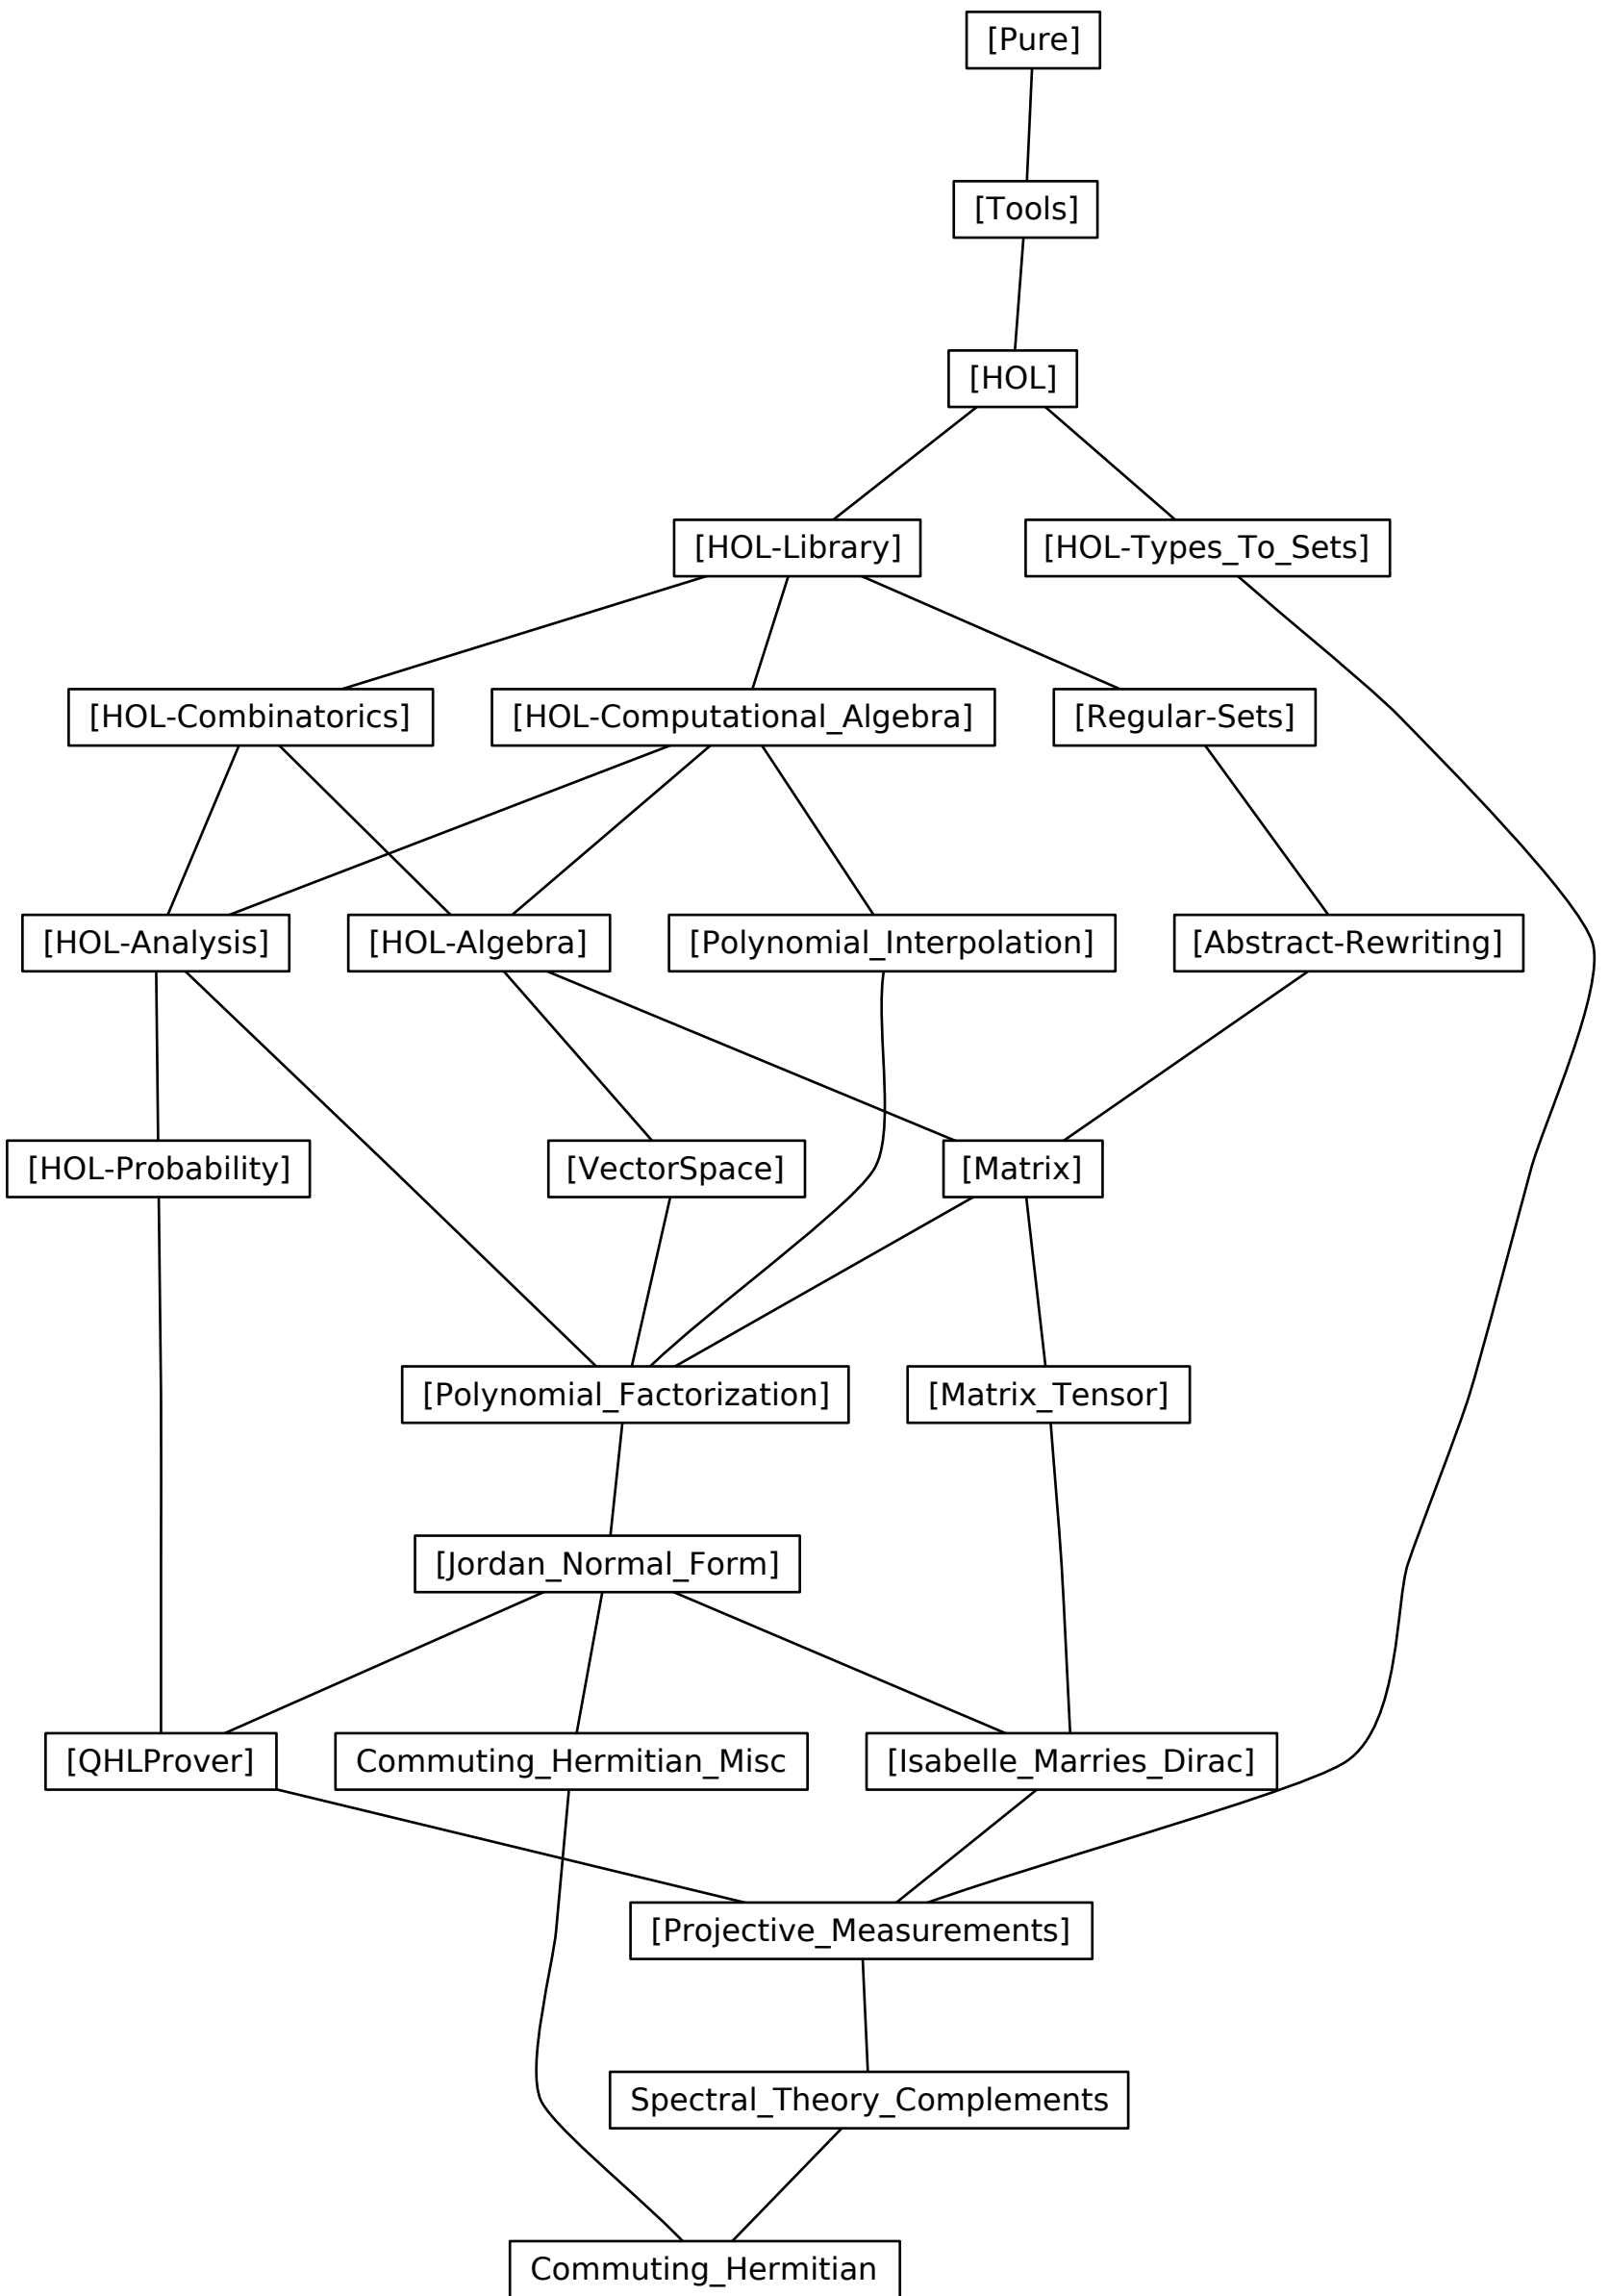 [Pure]
[Tools]
[HOL]
[HOL-Library]
[HOL-Types_To_Sets]
[HOL-Combinatorics]
[HOL-Computational_Algebra]
[Regular-Sets]
[HOL-Analysis]
[HOL-Algebra]
[Polynomial_Interpolation]
[Abstract-Rewriting]
[HOL-Probability]
[VectorSpace]
[Matrix]
[Polynomial_Factorization]
[Matrix_Tensor]
[Jordan_Normal_Form]
[QHLProver]
Commuting_Hermitian_Misc
[Isabelle_Marries_Dirac]
[Projective_Measurements]
Spectral_Theory_Complements
Commuting_Hermitian